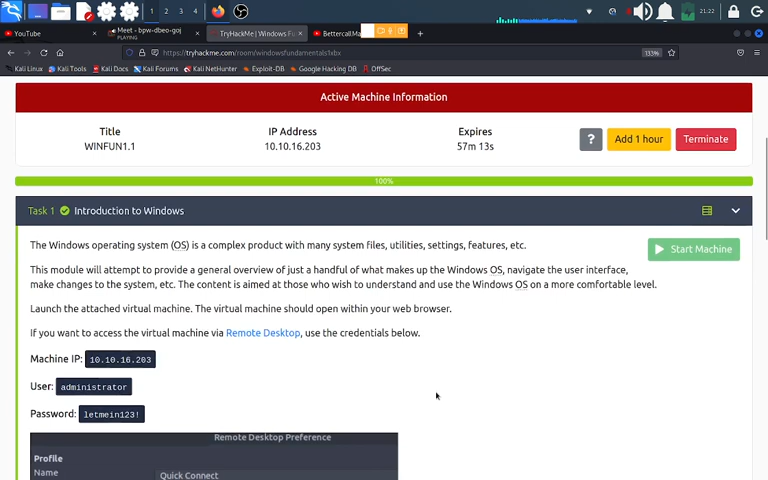 1 2 3 4
21:22
YouTube
Meet - bpw-dbeo-goj
PLAYING
TryHackMe | Windows Fu
BettercallMa
https://tryhackme.com/room/windowsfundamentals1xbx
133%
Kali Linux Kali Tools Kali Docs Kali Forums Kali NetHunter Exploit-DB Google Hacking DB OffSec
Active Machine Information
Title IP Address Expires
WINFUN1.1 10.10.16.203 57m 13s
? Add 1 hour Terminate
100%
Task 1 Introduction to Windows
The Windows operating system (OS) is a complex product with many system files, utilities, settings, features, etc.
Start Machine
This module will attempt to provide a general overview of just a handful of what makes up the Windows OS, navigate the user interface,
make changes to the system, etc. The content is aimed at those who wish to understand and use the Windows OS on a more comfortable level.
Launch the attached virtual machine. The virtual machine should open within your web browser.
If you want to access the virtual machine via Remote Desktop, use the credentials below.
Machine IP: 10.10.16.203
User: administrator
Password: letmein123!
Remote Desktop Preference
Profile
Name Quick Connect